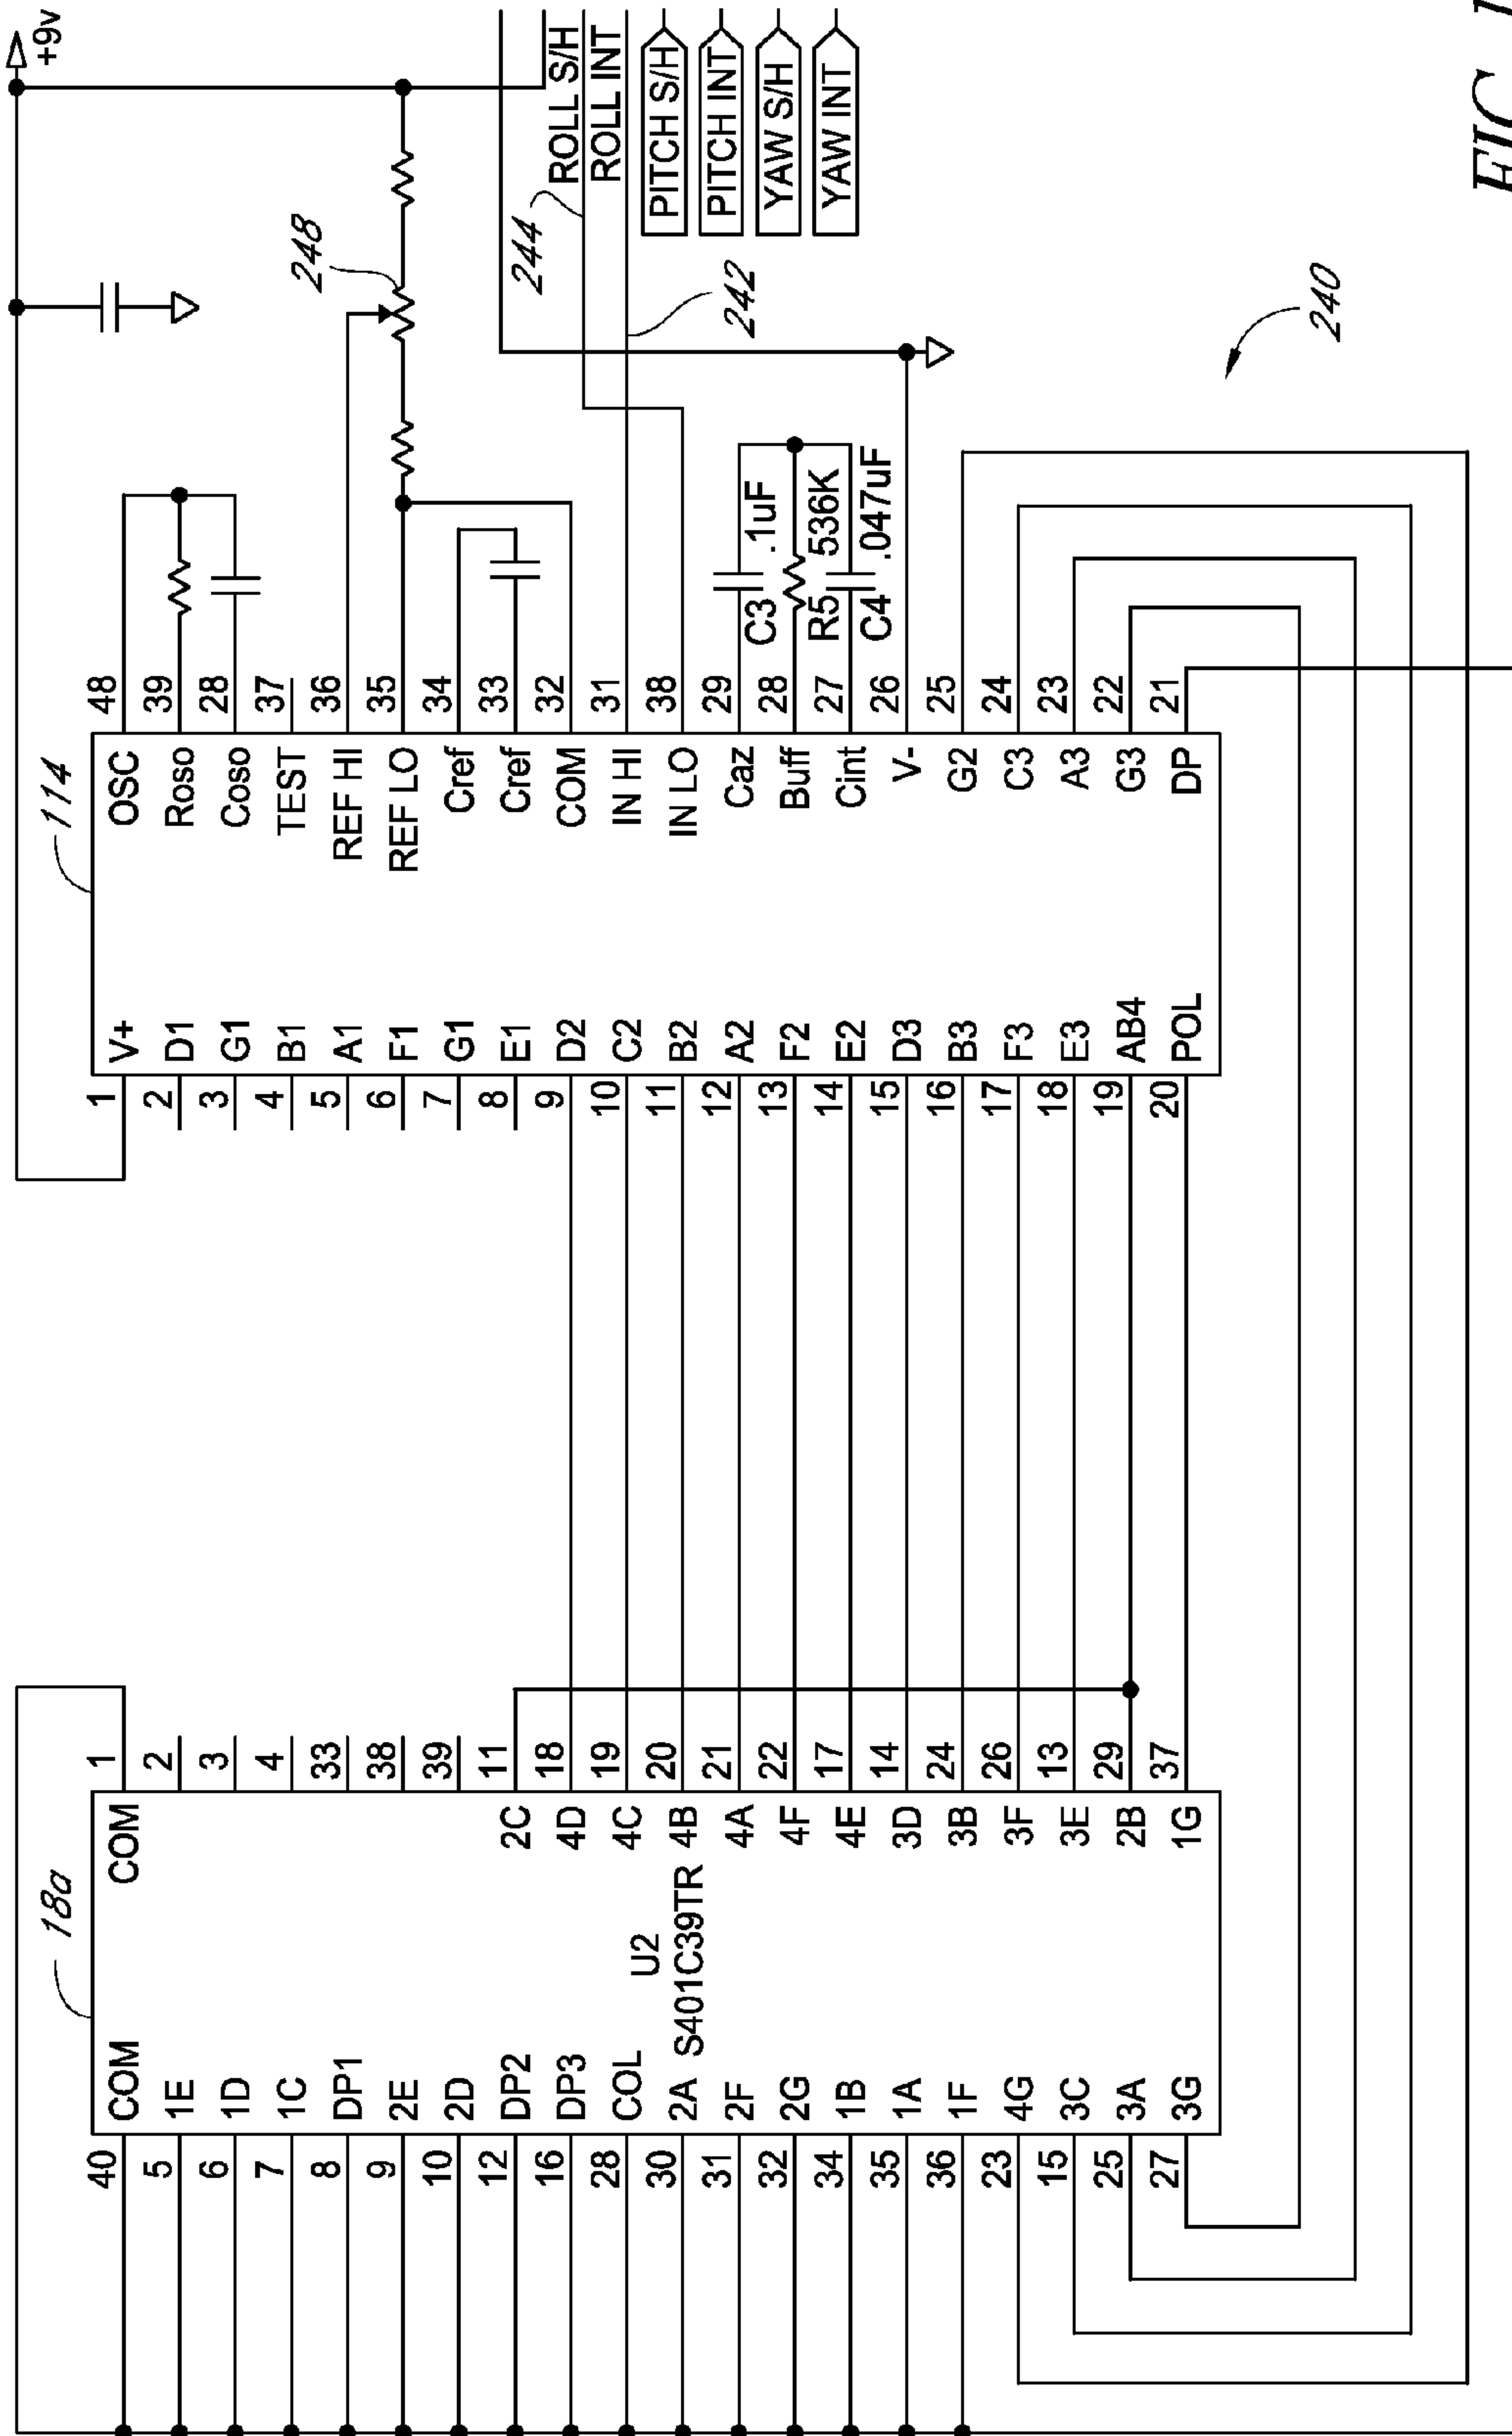 18a
40 COM COM 1
5 1E 2
6 1D 3
7 1C 4
8 DP1 33
9 2E 38
10 2D 39
12 DP2 2C 11
16 DP3 4D 18
28 COL 4C 19
30 2A 4B 20
31 2F 4A 21
32 2G 4F 22
34 1B 4E 17
35 1A 3D 14
36 1F 3B 24
23 4G 3F 26
15 3C 3E 13
25 3A 2B 29
27 3G 1G 37
U2
S401C39TR
114
1 V+ OSC 48
2 D1 Roso 39
3 G1 Coso 28
4 B1 TEST 37
5 A1 REF HI 36
6 F1 REF LO 35
7 G1 Cref 34
8 E1 Cref 33
9 D2 COM 32
10 C2 IN HI 31
11 B2 IN LO 38
12 A2 Caz 29
13 F2 Buff 28
14 E2 Cint 27
15 D3 V- 26
16 B3 G2 25
17 F3 C3 24
18 E3 A3 23
19 AB4 G3 22
20 POL DP 21
C3 .1uF
R5 536K
C4 .047uF
+9v
248
244
242
ROLL S/H
ROLL INT
PITCH S/H
PITCH INT
YAW S/H
YAW INT
240